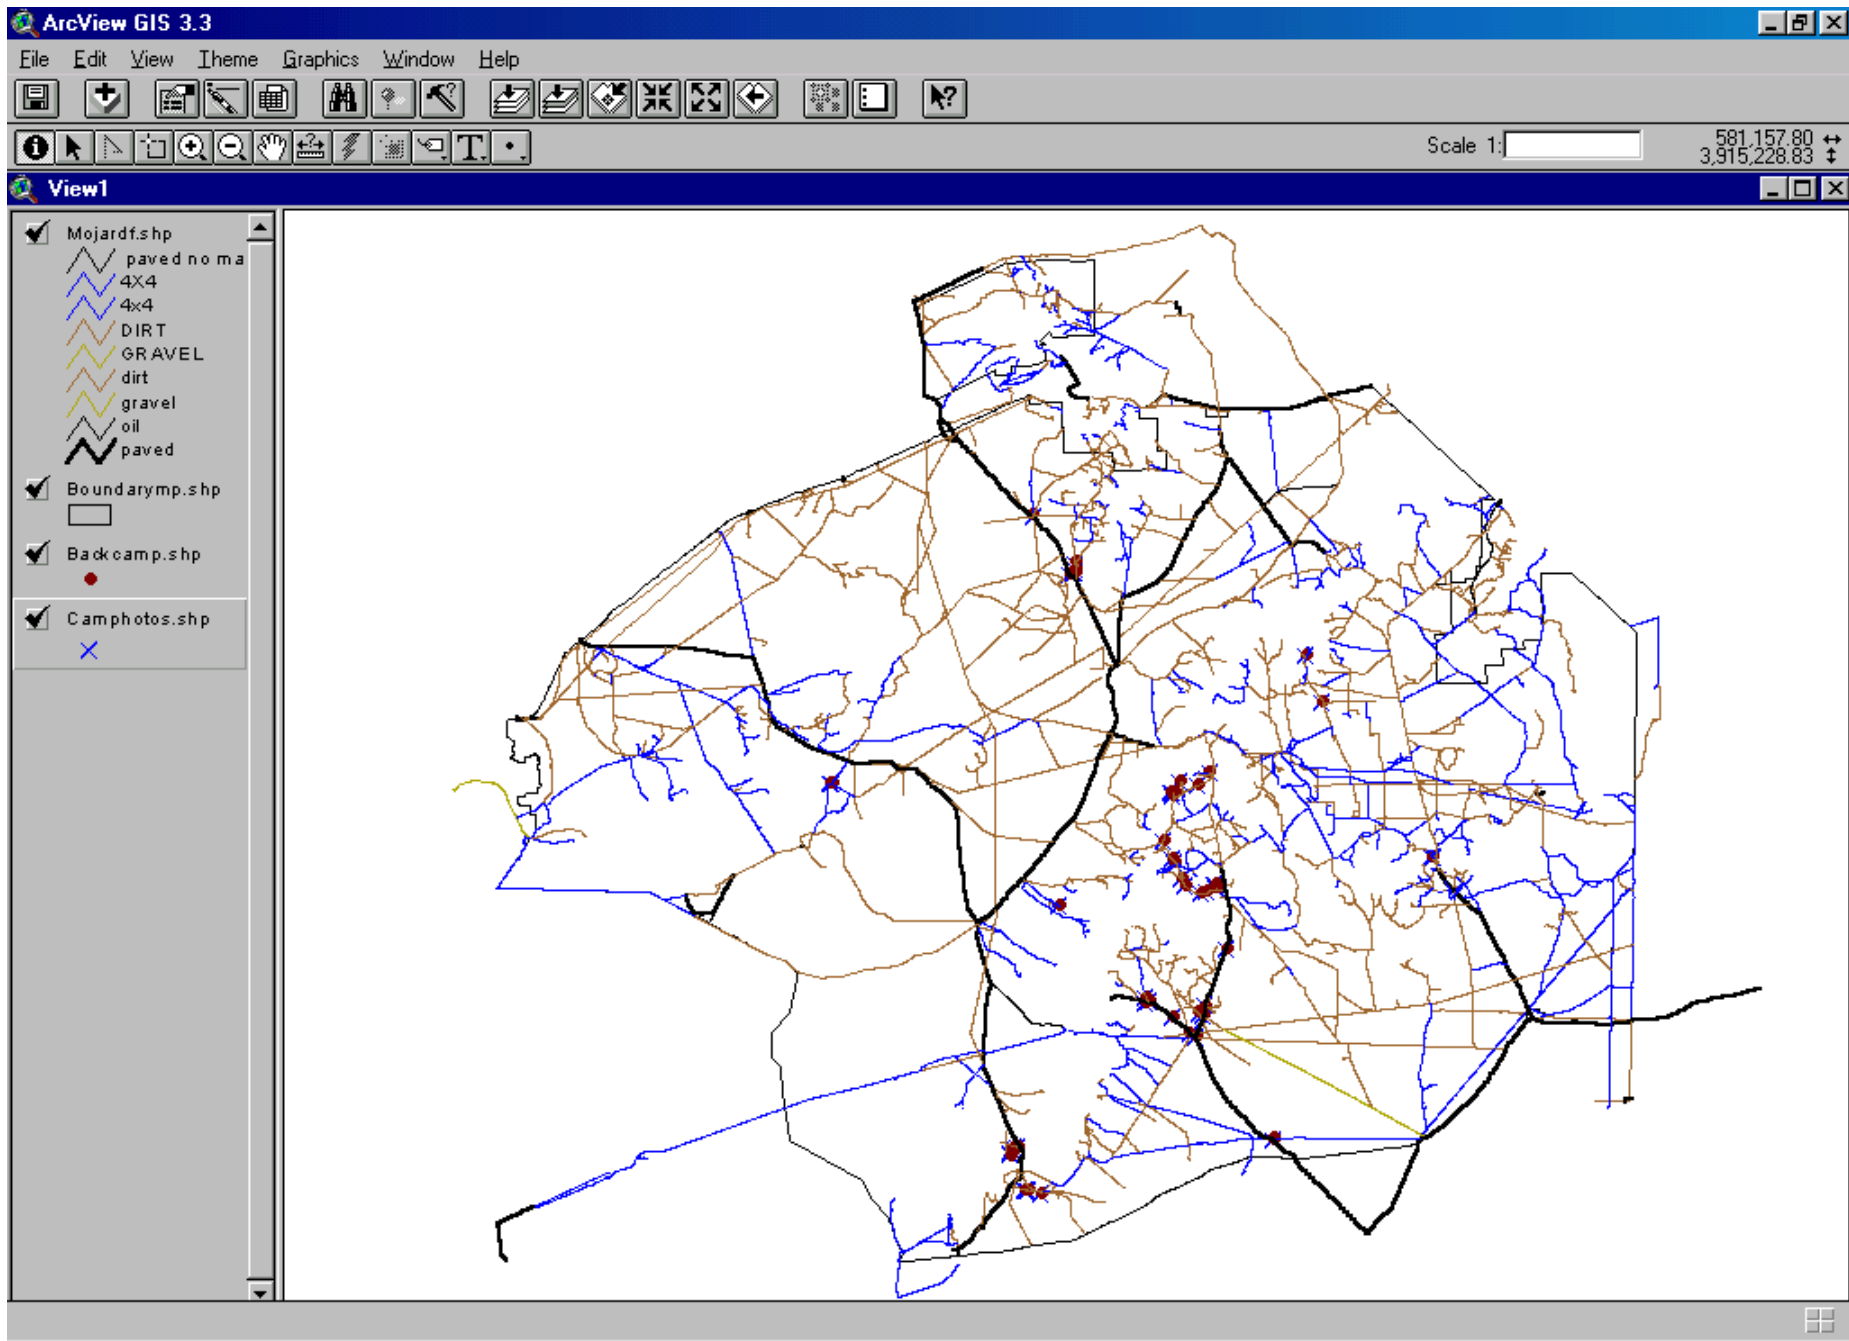 ArcView GIS 3.3
File Edit View Theme Graphics Window Help
Scale 1:
581,157.80
3,915,228.83
View1
Mojardf.shp
paved no ma
4X4
4x4
DIRT
GRAVEL
dirt
gravel
oil
paved
Boundarymp.shp
Backcamp.shp
Camphotos.shp